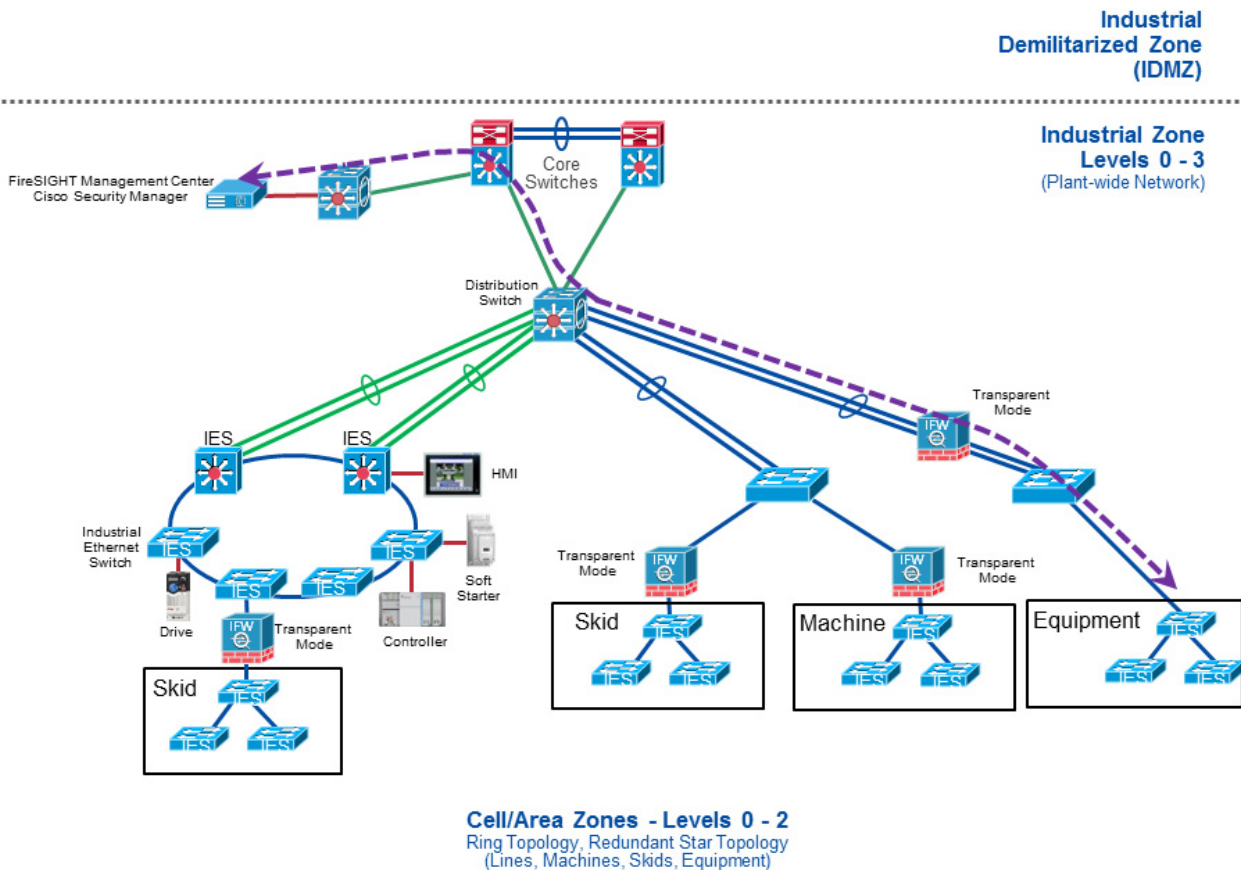 Industrial
Demilitarized Zone
(IDMZ)
Industrial Zone
Levels 0 - 3
(Plant-wide Network)
Core
Switches
FireSIGHT Management Center
Cisco Security Manager
Distribution
Switch
Transparent
Mode
IFW
IES
IES
HMI
Industrial
Ethernet
Switch
IES
IES
IES
IES
Soft
Starter
Drive
Controller
IFW
Transparent
Mode
Transparent
Mode
IFW
IFW
Transparent
Mode
Skid
IES
IES
IES
Skid
IES
IES
IES
Machine
IES
IES
IES
Equipment
IES
IES
IES
Cell/Area Zones - Levels 0 - 2
Ring Topology, Redundant Star Topology
(Lines, Machines, Skids, Equipment)